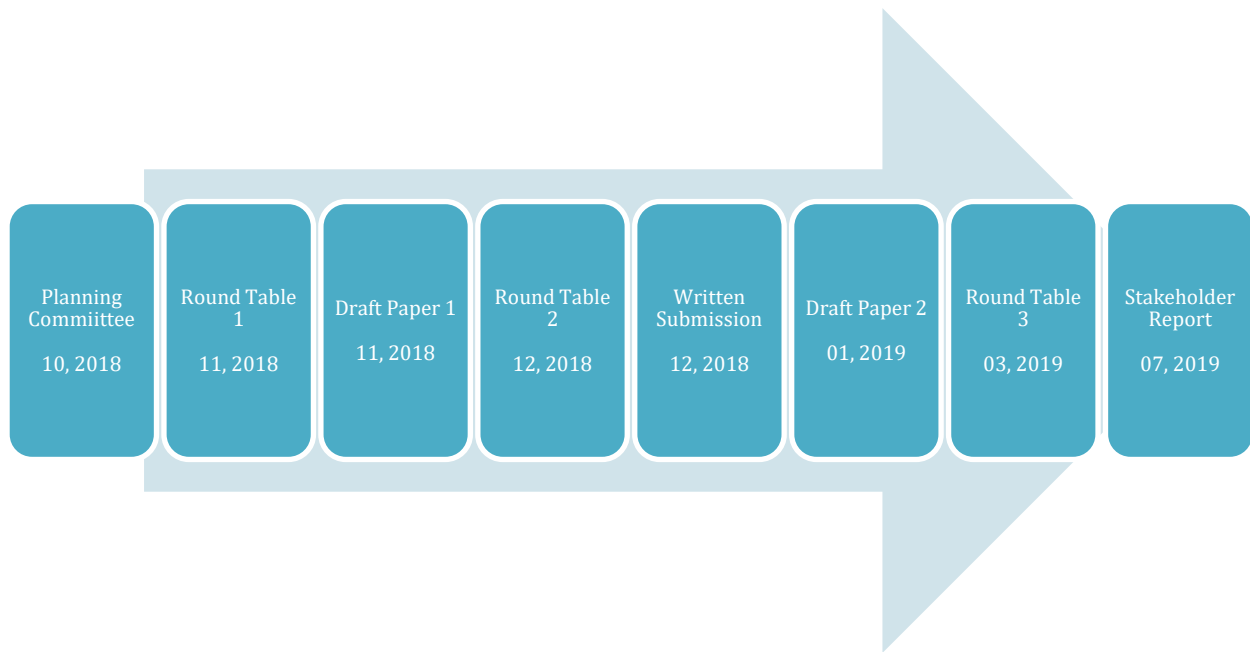 Planning
Commiittee
10, 2018
Round Table
1
11, 2018
Draft Paper 1
11, 2018
Round Table
2
12, 2018
Written
Submission
12, 2018
Draft Paper 2
01, 2019
Round Table
3
03, 2019
Stakeholder
Report
07, 2019